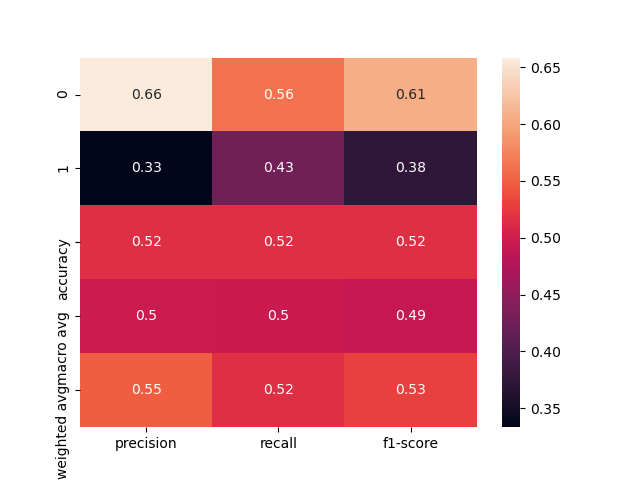 0 0.66 0.56 0.61
1 0.33 0.43 0.38
accuracy 0.52 0.52 0.52
macro avg 0.5 0.5 0.49
weighted avg 0.55 0.52 0.53
precision recall f1-score
0.65
0.60
0.55
0.50
0.45
0.40
0.35